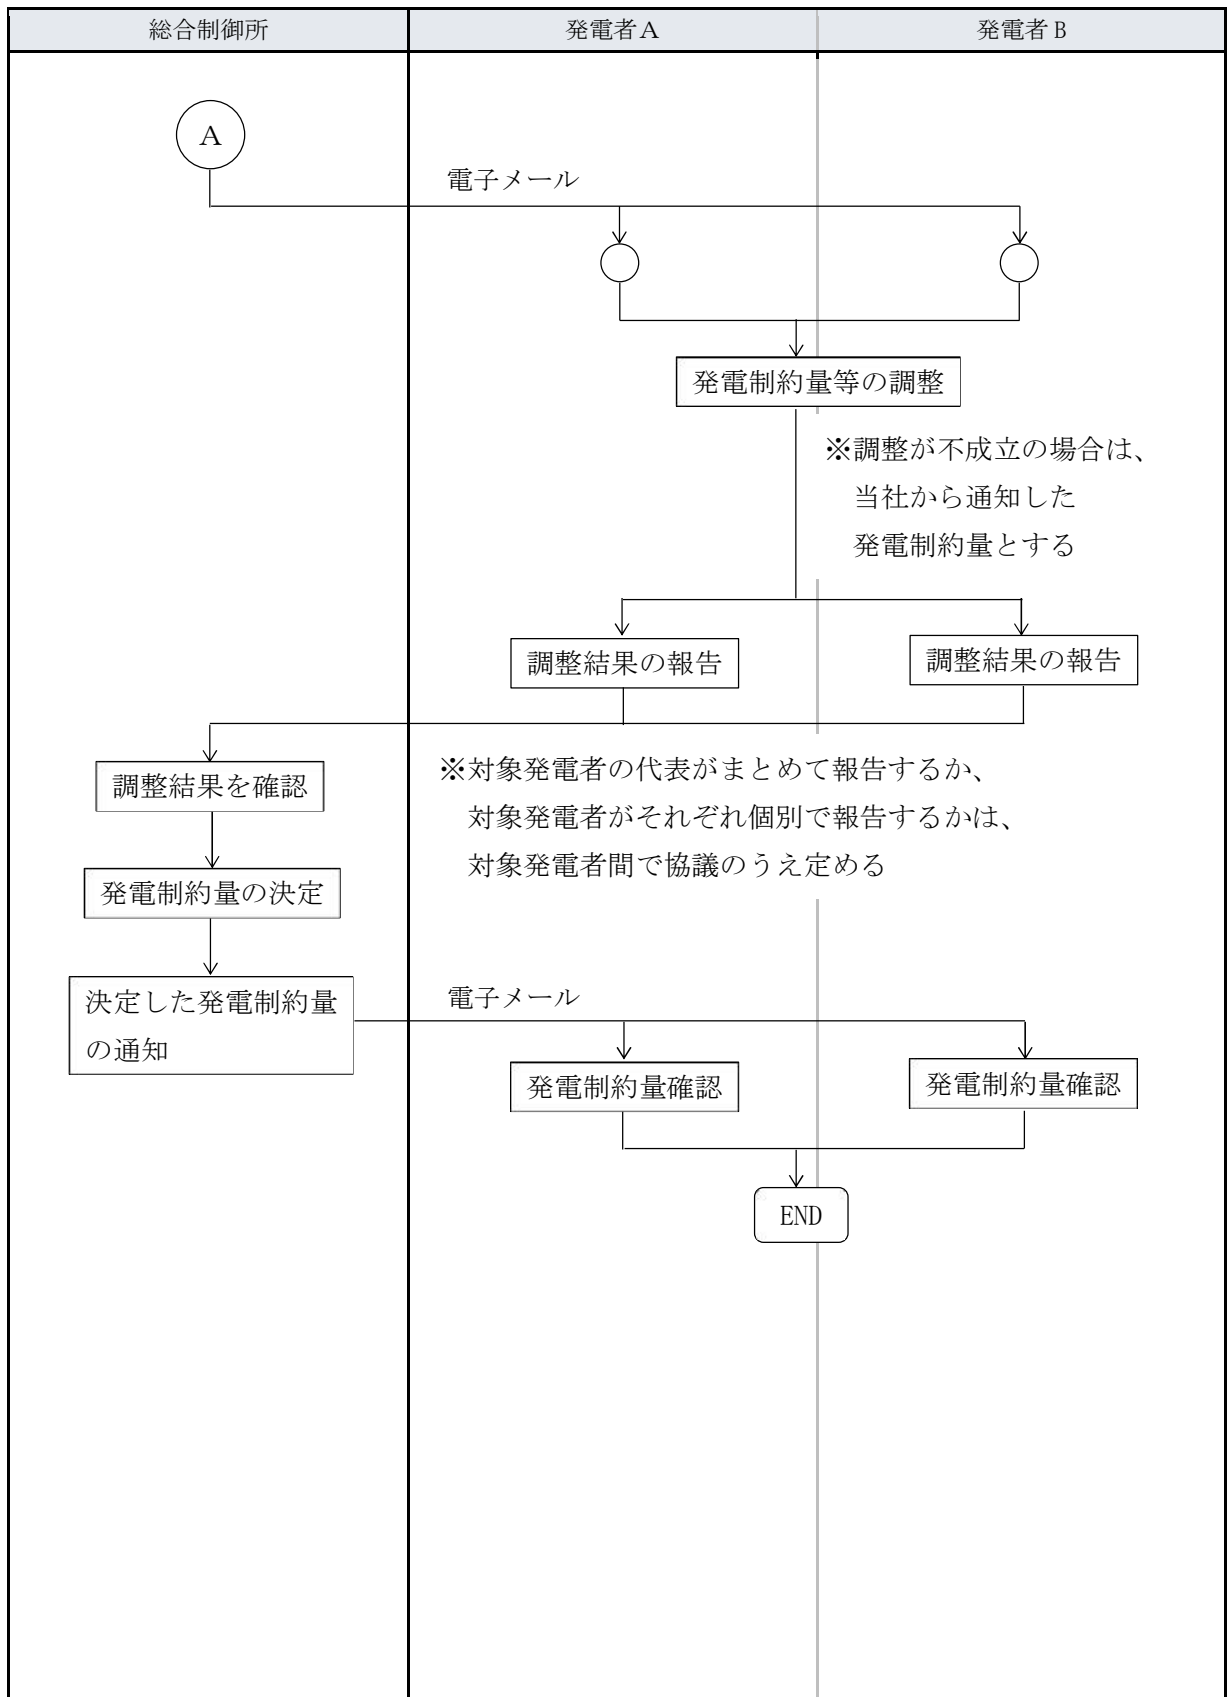 総合制御所
発電者A
発電者B
A
電子メール
発電制約量等の調整
※調整が不成立の場合は、
当社から通知した
発電制約量とする
調整結果の報告
調整結果の報告
調整結果を確認
※対象発電者の代表がまとめて報告するか、
対象発電者がそれぞれ個別で報告するかは、
対象発電者間で協議のうえ定める
発電制約量の決定
決定した発電制約量
の通知
電子メール
発電制約量確認
発電制約量確認
END